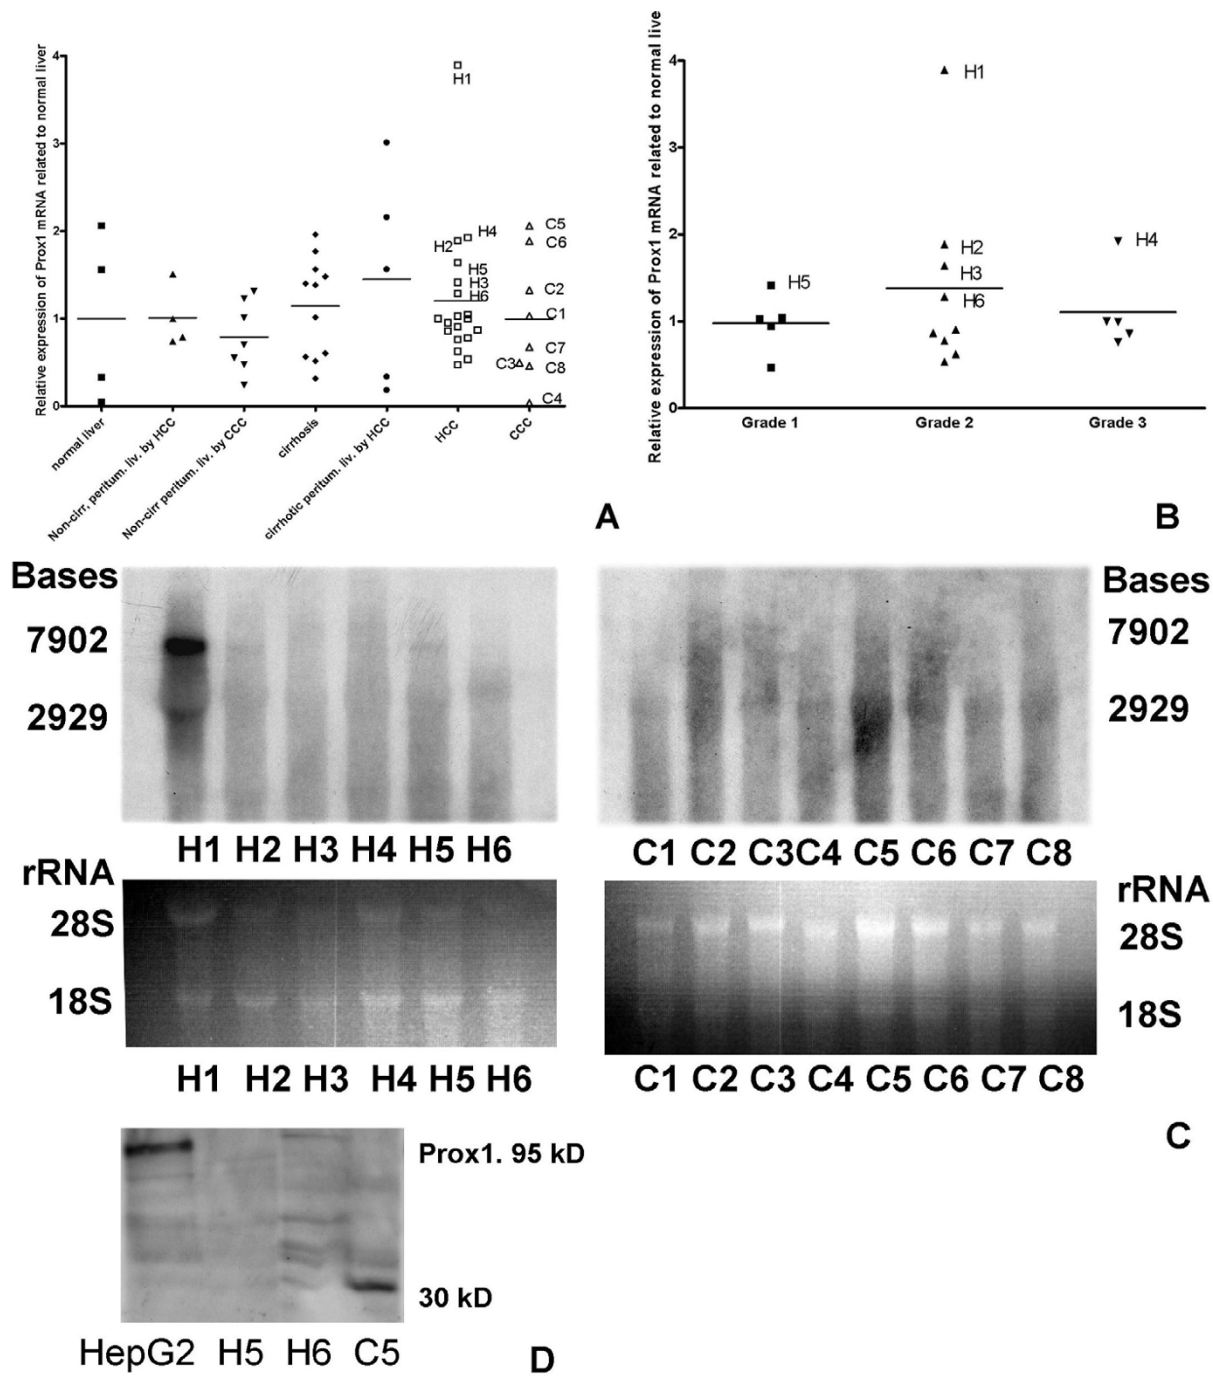 Relative expression of Prox1 mRNA related to normal liver
4
3
2
1
0
H1
H4
H2
H5
H3
H6
C5
C6
C2
C1
C7
C3
C8
C4
normal liver
Non-cirr, peritum. liv. by HCC
Non-cirr peritum. liv. by CCC
cirrhosis
cirrhotic peritum. liv. by HCC
HCC
CCC
A
Relative expression of Prox1 mRNA related to normal live
4
3
2
1
0
H1
H2
H3
H6
H5
H4
Grade 1
Grade 2
Grade 3
B
Bases
7902
2929
H1 H2 H3 H4 H5 H6
rRNA
28S
18S
H1 H2 H3 H4 H5 H6
Bases
7902
2929
C1 C2 C3 C4 C5 C6 C7 C8
rRNA
28S
18S
C1 C2 C3 C4 C5 C6 C7 C8
C
Prox1. 95 kD
30 kD
HepG2 H5 H6 C5
D